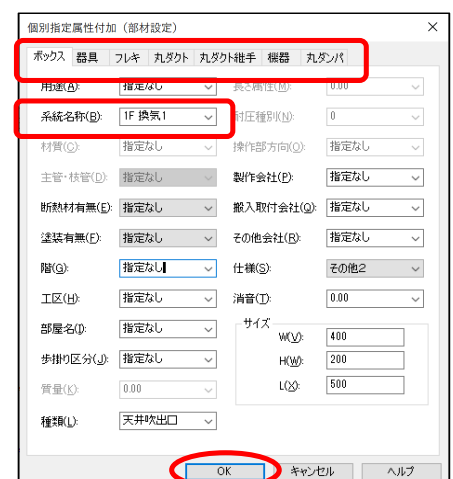 個別指定属性付加（部材設定）
ボックス 器具 フレキ 丸ダクト 丸ダクト継手 機器 丸ダンパ
用途(A): 指定なし 長さ属性(M): 0.00
系統名称(B): 1F 換気1 耐圧種別(N): 0
材質(C): 指定なし 操作部方向(O): 指定なし
主管・枝管(D): 指定なし 製作会社(P): 指定なし
断熱材有無(E): 指定なし 搬入取付会社(Q): 指定なし
塗装有無(F): 指定なし その他会社(R): 指定なし
階(G): 指定なし 仕様(S): その他2
工区(H): 指定なし 消音(T): 0.00
部屋名(I): 指定なし サイズ W(V): 400
歩掛り区分(J): 指定なし H(W): 200
質量(K): 0.00 L(X): 500
種類(L): 天井吹出口
OK キャンセル ヘルプ